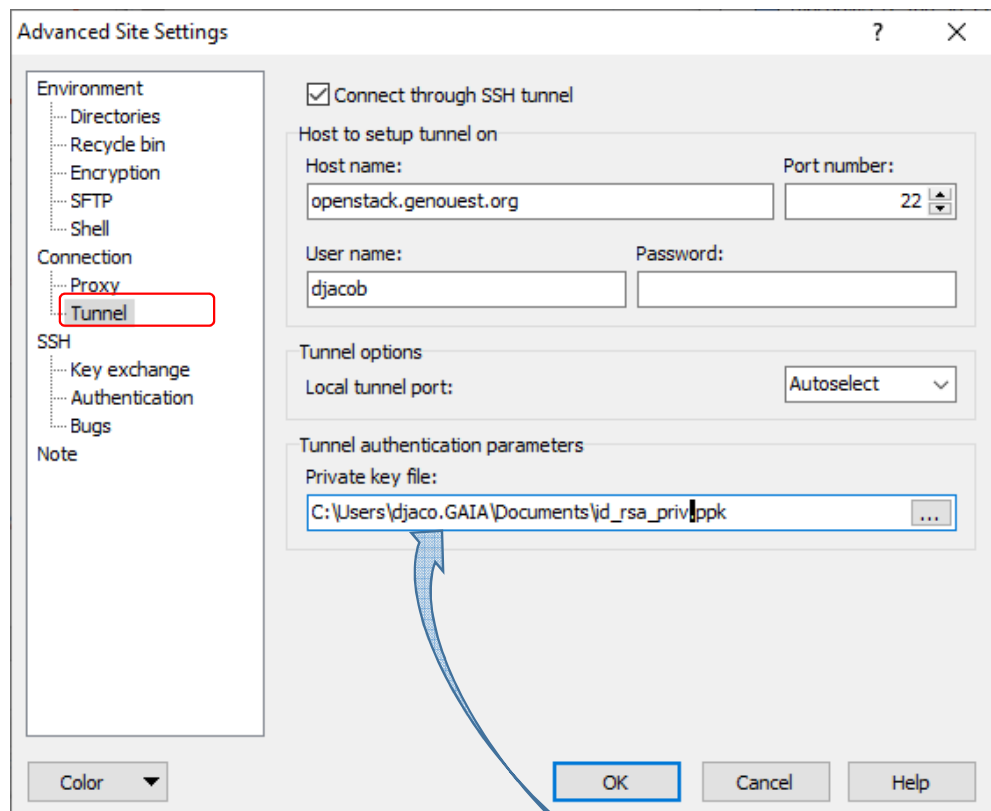 Advanced Site Settings
?
Environment
Directories
Recycle bin
Encryption
SFTP
Shell
Connection
Proxy
Tunnel
SSH
Key exchange
Authentication
Bugs
Note
Connect through SSH tunnel
Host to setup tunnel on
Host name: Port number:
openstack.genouest.org 22
User name: Password:
djacob
Tunnel options
Local tunnel port: Autoselect
Tunnel authentication parameters
Private key file:
C:\Users\djaco.GAIA\Documents\id_rsa_priv.ppk ...
Color OK Cancel Help